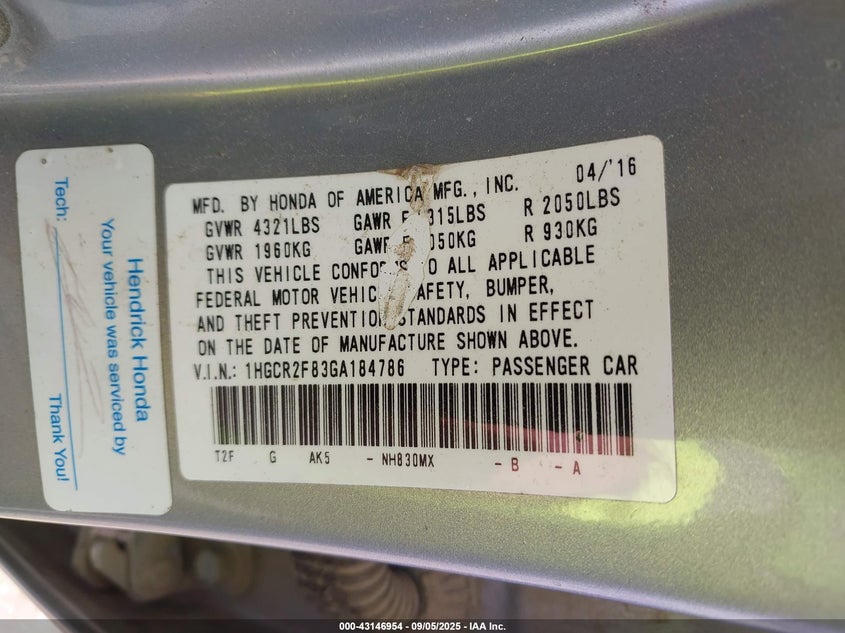 Hendrick Honda
Your vehicle was serviced by
Tech:
Thank You!
MFD. BY HONDA OF AMERICA MFG., INC. 04/'16
GVWR 4321LBS GAWR 315LBS R 2050LBS
GVWR 1960KG GAWR 050KG R 930KG
THIS VEHICLE TO ALL APPLICABLE
FEDERAL MOTOR BUMPER,
AND THEFT PREVENTION STANDARDS IN EFFECT
ON THE DATE OF MANUFACTURE SHOWN ABOVE.
V.I.N.: 1HGCR2F83GA184786 TYPE: PASSENGER CAR
T2F G AK5 - NH830MX - B - A
000-43146954 - 09/05/2025 - IAA Inc.